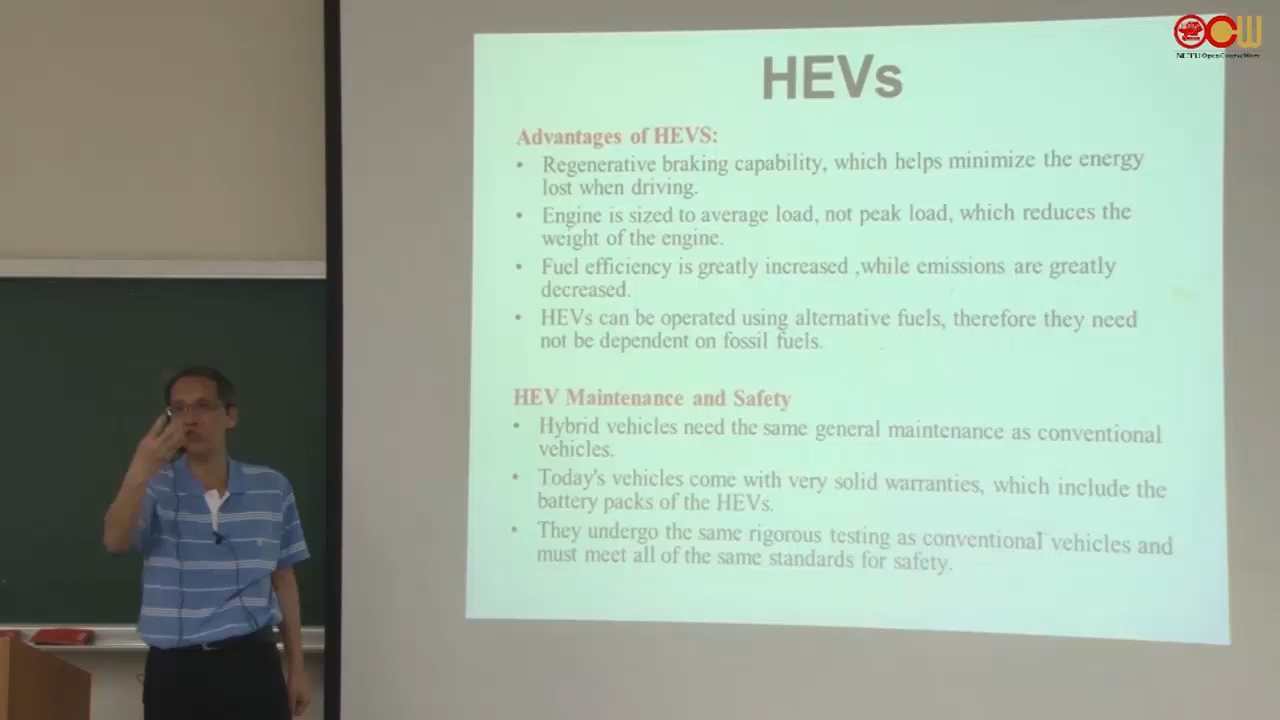 OCW
NCTU OpenCourseWare
HEVs
Advantages of HEVS:
• Regenerative braking capability, which helps minimize the energy
lost when driving.
• Engine is sized to average load, not peak load, which reduces the
weight of the engine.
• Fuel efficiency is greatly increased ,while emissions are greatly
decreased.
• HEVs can be operated using alternative fuels, therefore they need
not be dependent on fossil fuels.
HEV Maintenance and Safety
• Hybrid vehicles need the same general maintenance as conventional
vehicles.
• Today's vehicles come with very solid warranties, which include the
battery packs of the HEVs.
• They undergo the same rigorous testing as conventional vehicles and
must meet all of the same standards for safety.